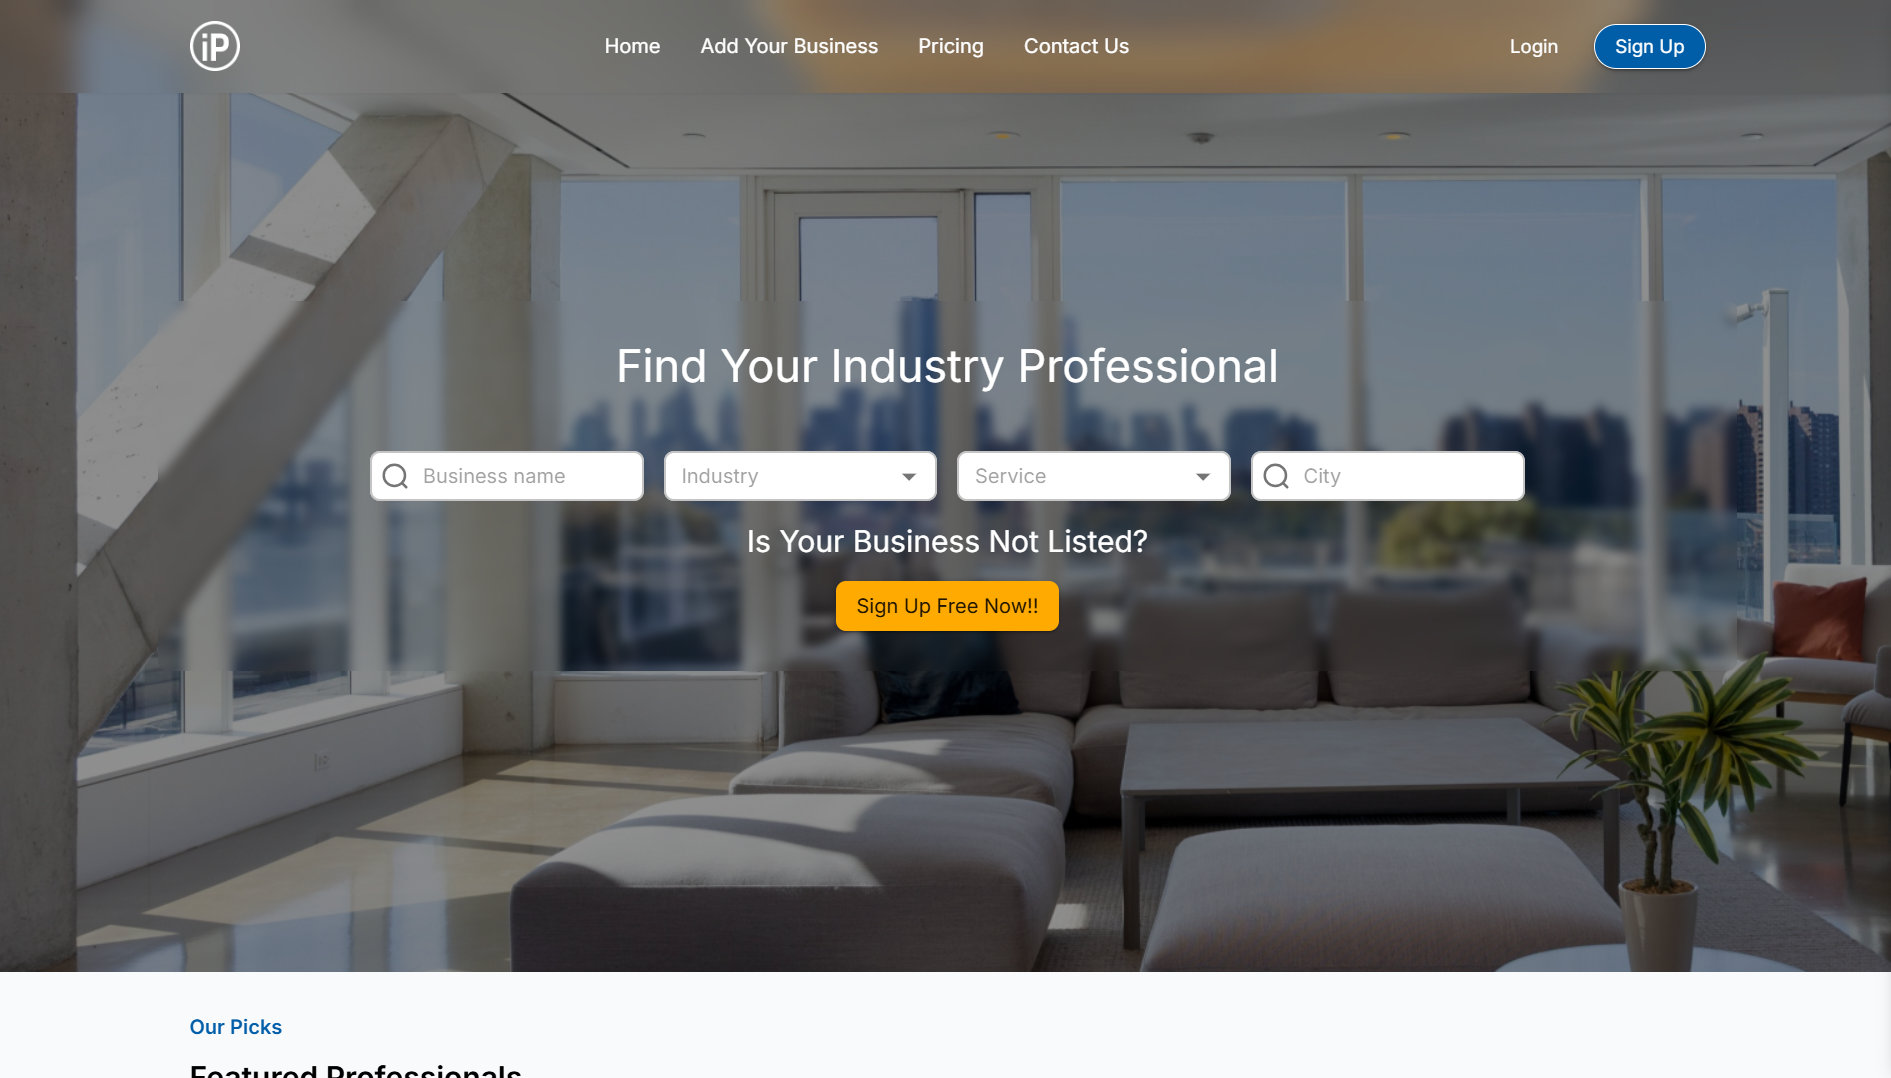 iP
Home
Add Your Business
Pricing
Contact Us
Login
Sign Up
Find Your Industry Professional
Business name
Industry
Service
City
Is Your Business Not Listed?
Sign Up Free Now!!
Our Picks
Featured Professionals